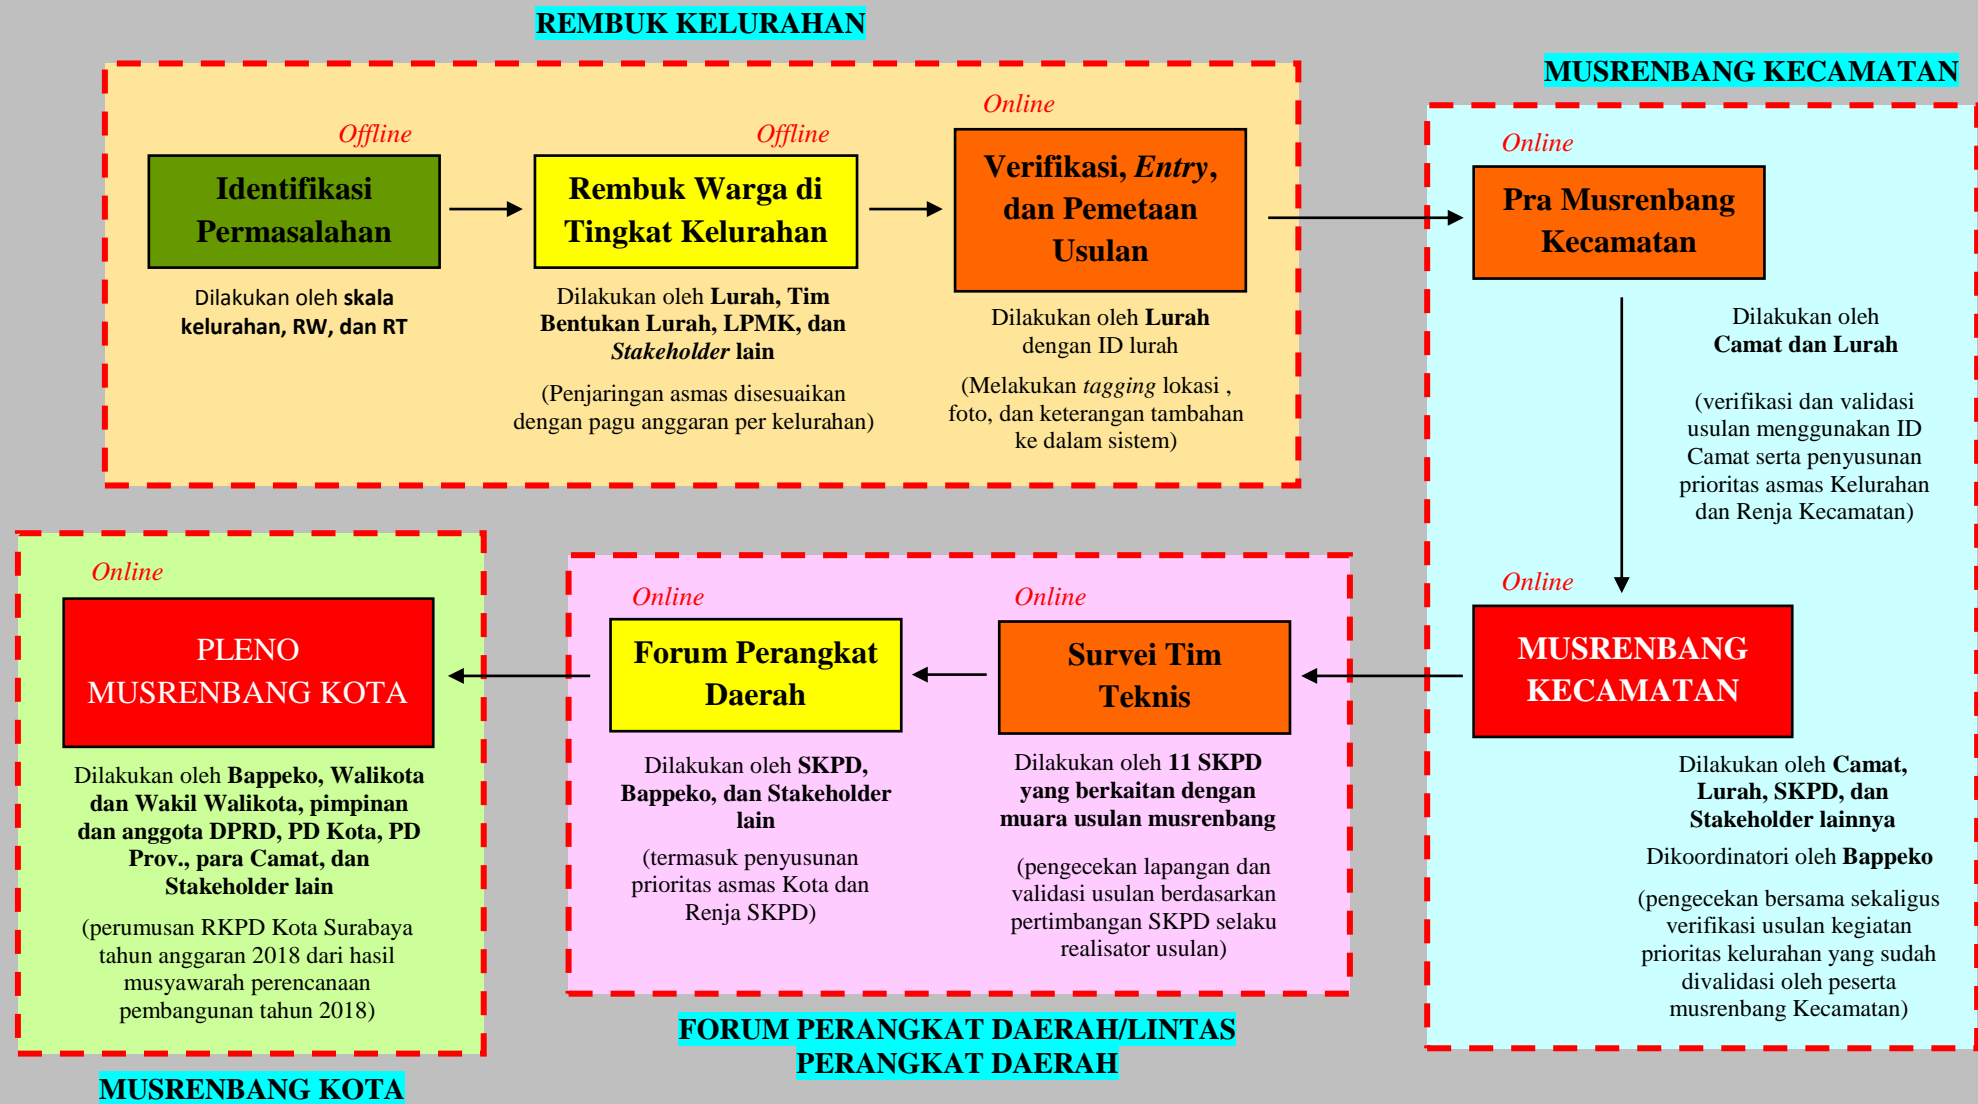 REMBUK KELURAHAN
Offline
Identifikasi
Permasalahan
Dilakukan oleh skala
kelurahan, RW, dan RT
Offline
Rembuk Warga di
Tingkat Kelurahan
Dilakukan oleh Lurah, Tim
Bentukan Lurah, LPMK, dan
Stakeholder lain
(Penjaringan asmas disesuaikan
dengan pagu anggaran per kelurahan)
Online
Verifikasi, Entry,
dan Pemetaan
Usulan
Dilakukan oleh Lurah
dengan ID lurah
(Melakukan tagging lokasi ,
foto, dan keterangan tambahan
ke dalam sistem)
MUSRENBANG KECAMATAN
Online
Pra Musrenbang
Kecamatan
Dilakukan oleh
Camat dan Lurah
(verifikasi dan validasi
usulan menggunakan ID
Camat serta penyusunan
prioritas asmas Kelurahan
dan Renja Kecamatan)
Online
MUSRENBANG
KECAMATAN
Dilakukan oleh Camat,
Lurah, SKPD, dan
Stakeholder lainnya
Dikoordinatori oleh Bappeko
(pengecekan bersama sekaligus
verifikasi usulan kegiatan
prioritas kelurahan yang sudah
divalidasi oleh peserta
musrenbang Kecamatan)
Online
Survei Tim
Teknis
Dilakukan oleh 11 SKPD
yang berkaitan dengan
muara usulan musrenbang
(pengecekan lapangan dan
validasi usulan berdasarkan
pertimbangan SKPD selaku
realisator usulan)
Online
Forum Perangkat
Daerah
Dilakukan oleh SKPD,
Bappeko, dan Stakeholder
lain
(termasuk penyusunan
prioritas asmas Kota dan
Renja SKPD)
FORUM PERANGKAT DAERAH/LINTAS
PERANGKAT DAERAH
Online
PLENO
MUSRENBANG KOTA
Dilakukan oleh Bappeko, Walikota
dan Wakil Walikota, pimpinan
dan anggota DPRD, PD Kota, PD
Prov., para Camat, dan
Stakeholder lain
(perumusan RKPD Kota Surabaya
tahun anggaran 2018 dari hasil
musyawarah perencanaan
pembangunan tahun 2018)
MUSRENBANG KOTA